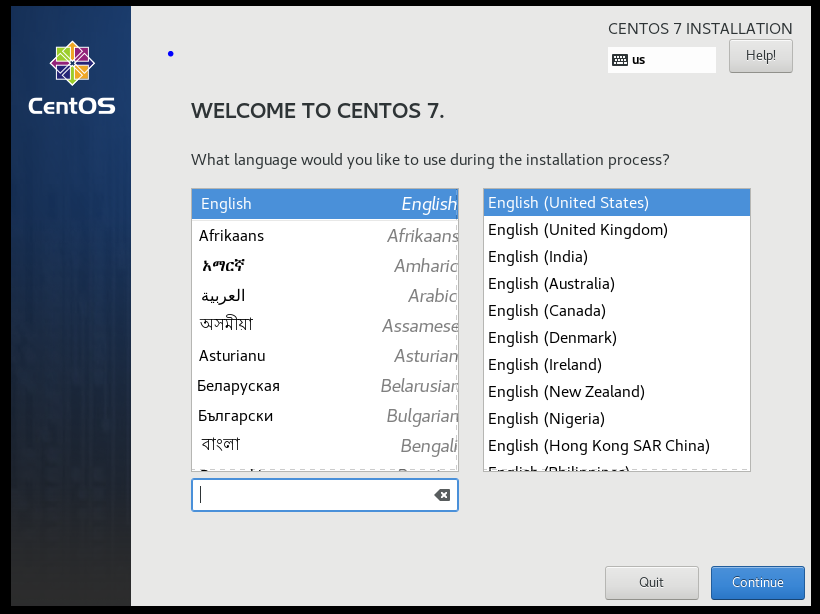 CentOS
CENTOS 7 INSTALLATION
us
Help!
WELCOME TO CENTOS 7.
What language would you like to use during the installation process?
English English
Afrikaans Afrikaans
አማርኛ Amharic
العربية Arabic
অসমীয়া Assamese
Asturianu Asturian
Беларуская Belarusian
Български Bulgarian
বাংলা Bengali
English (United States)
English (United Kingdom)
English (India)
English (Australia)
English (Canada)
English (Denmark)
English (Ireland)
English (New Zealand)
English (Nigeria)
English (Hong Kong SAR China)
English (Philippines)
Quit
Continue